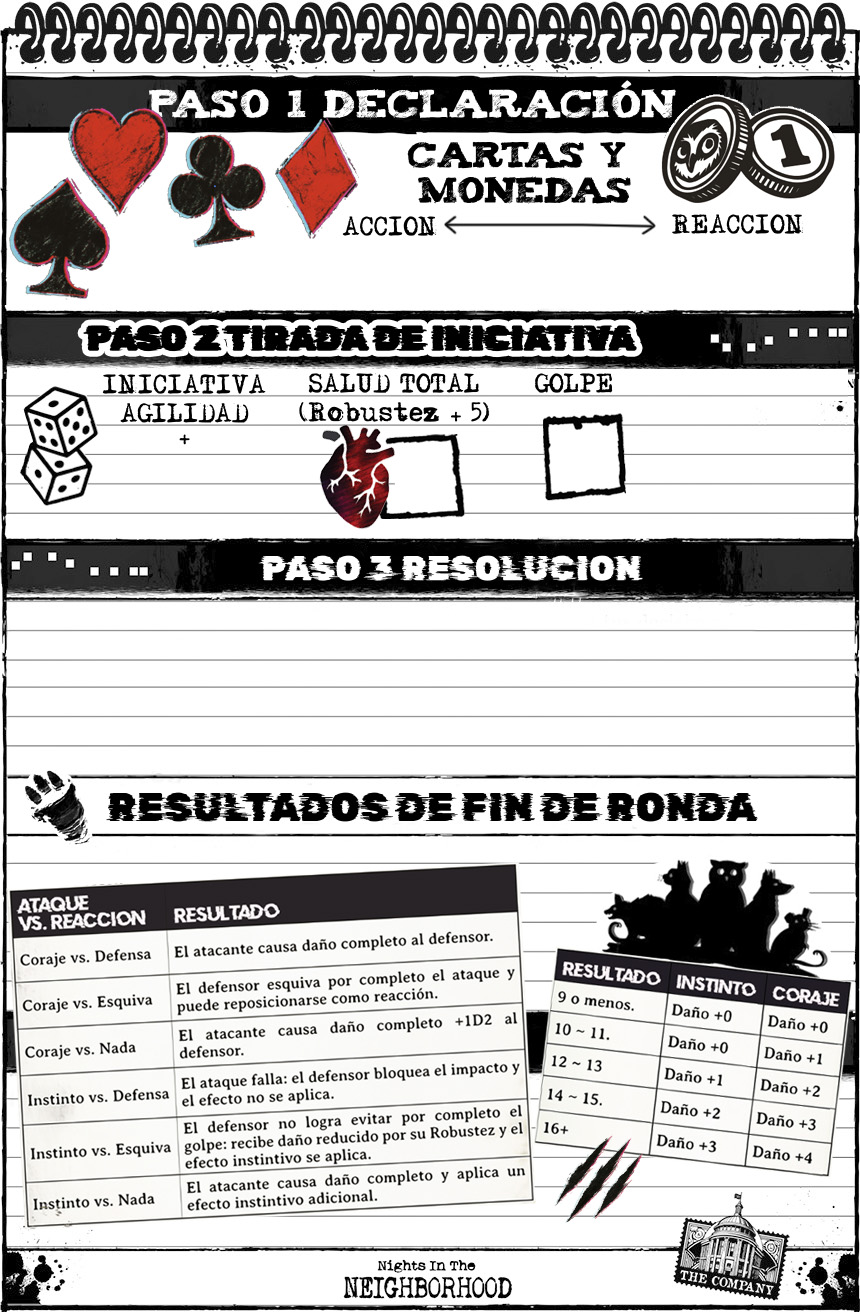 PASO 1 DECLARACIÓN
CARTAS Y
MONEDAS
1
ACCION
REACCION
PASO 2 TIRADA DE INICIATIVA
INICIATIVA
AGILIDAD
+
SALUD TOTAL
(Robustez + 5)
GOLPE
PASO 3 RESOLUCION
RESULTADOS DE FIN DE RONDA
ATAQUE
VS. REACCION
RESULTADO
Coraje vs. Defensa
El atacante causa daño completo al defensor.
Coraje vs. Esquiva
El defensor esquiva por completo el ataque y
puede reposicionarse como reacción.
Coraje vs. Nada
El atacante causa daño completo +1D2 al
defensor.
Instinto vs. Defensa
El ataque falla: el defensor bloquea el impacto y
el efecto no se aplica.
Instinto vs. Esquiva
El defensor no logra evitar por completo el
golpe: recibe daño reducido por su Robustez y el
efecto instintivo se aplica.
Instinto vs. Nada
El atacante causa daño completo y aplica un
efecto instintivo adicional.
RESULTADO INSTINTO CORAJE
9 o menos. Daño +0 Daño +0
10 ~ 11. Daño +0 Daño +1
12 ~ 13 Daño +1 Daño +2
14 ~ 15. Daño +2 Daño +3
16+ Daño +3 Daño +4
THE COMPANY
Nights In The
NEIGHBORHOOD